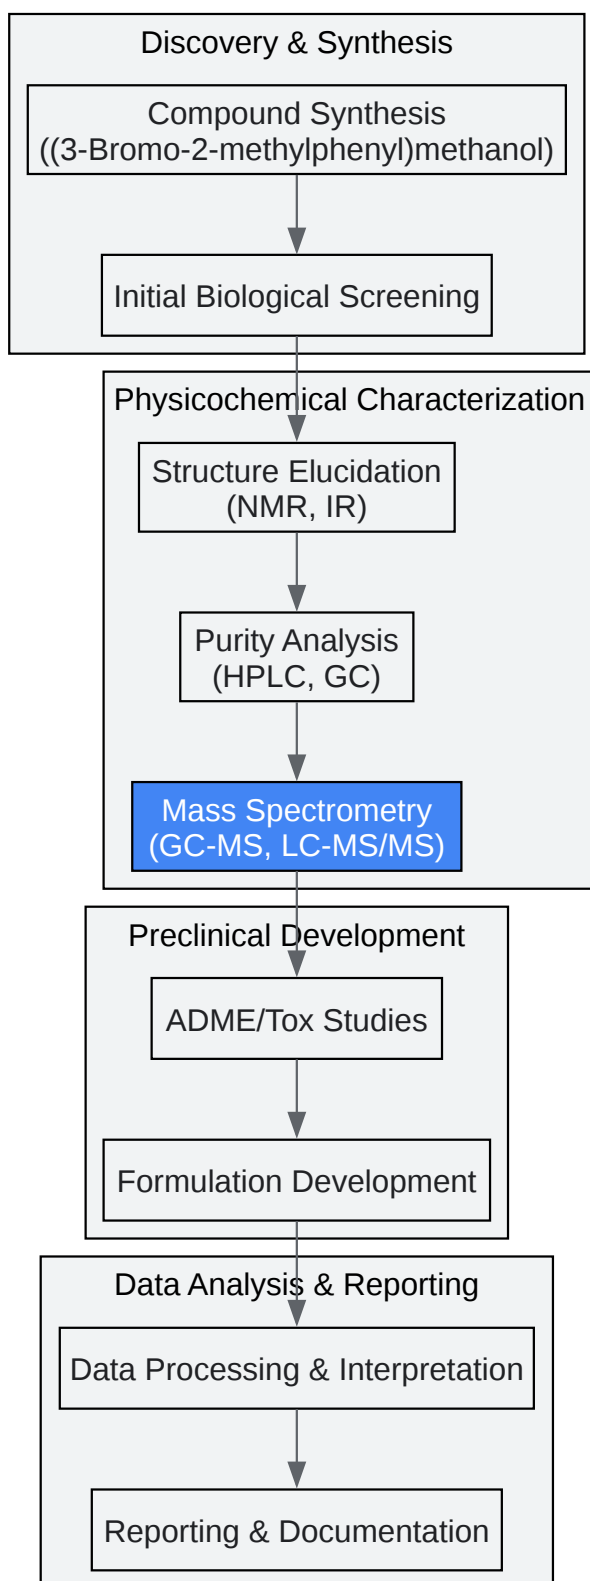 Discovery & Synthesis
Compound Synthesis
((3-Bromo-2-methylphenyl)methanol)
Initial Biological Screening
Physicochemical Characterization
Structure Elucidation
(NMR, IR)
Purity Analysis
(HPLC, GC)
Mass Spectrometry
(GC-MS, LC-MS/MS)
Preclinical Development
ADME/Tox Studies
Formulation Development
Data Analysis & Reporting
Data Processing & Interpretation
Reporting & Documentation